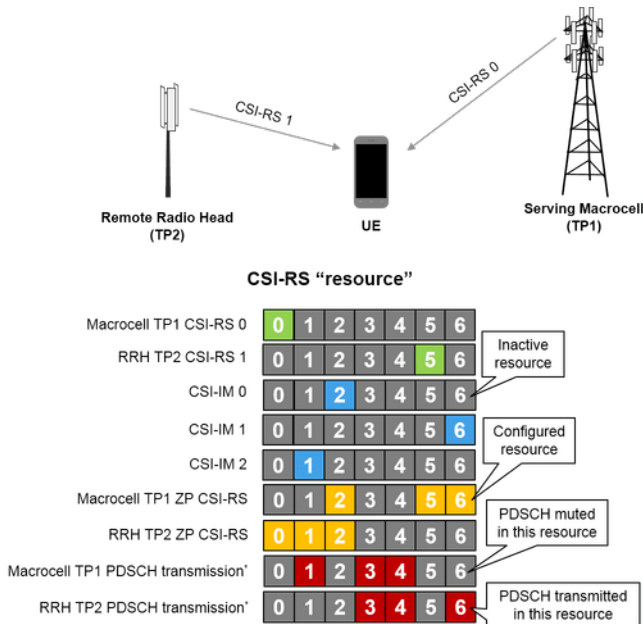 CSI-RS 1
CSI-RS 0
Remote Radio Head
(TP2)
UE
Serving Macrocell
(TP1)
CSI-RS “resource”
Macrocell TP1 CSI-RS 0 0 1 2 3 4 5 6
RRH TP2 CSI-RS 1 0 1 2 3 4 5 6
Inactive
resource
CSI-IM 0 0 1 2 3 4 5 6
CSI-IM 1 0 1 2 3 4 5 6
Configured
resource
CSI-IM 2 0 1 2 3 4 5 6
Macrocell TP1 ZP CSI-RS 0 1 2 3 4 5 6
PDSCH muted
in this resource
RRH TP2 ZP CSI-RS 0 1 2 3 4 5 6
Macrocell TP1 PDSCH transmission* 0 1 2 3 4 5 6
PDSCH transmitted
in this resource
RRH TP2 PDSCH transmission* 0 1 2 3 4 5 6